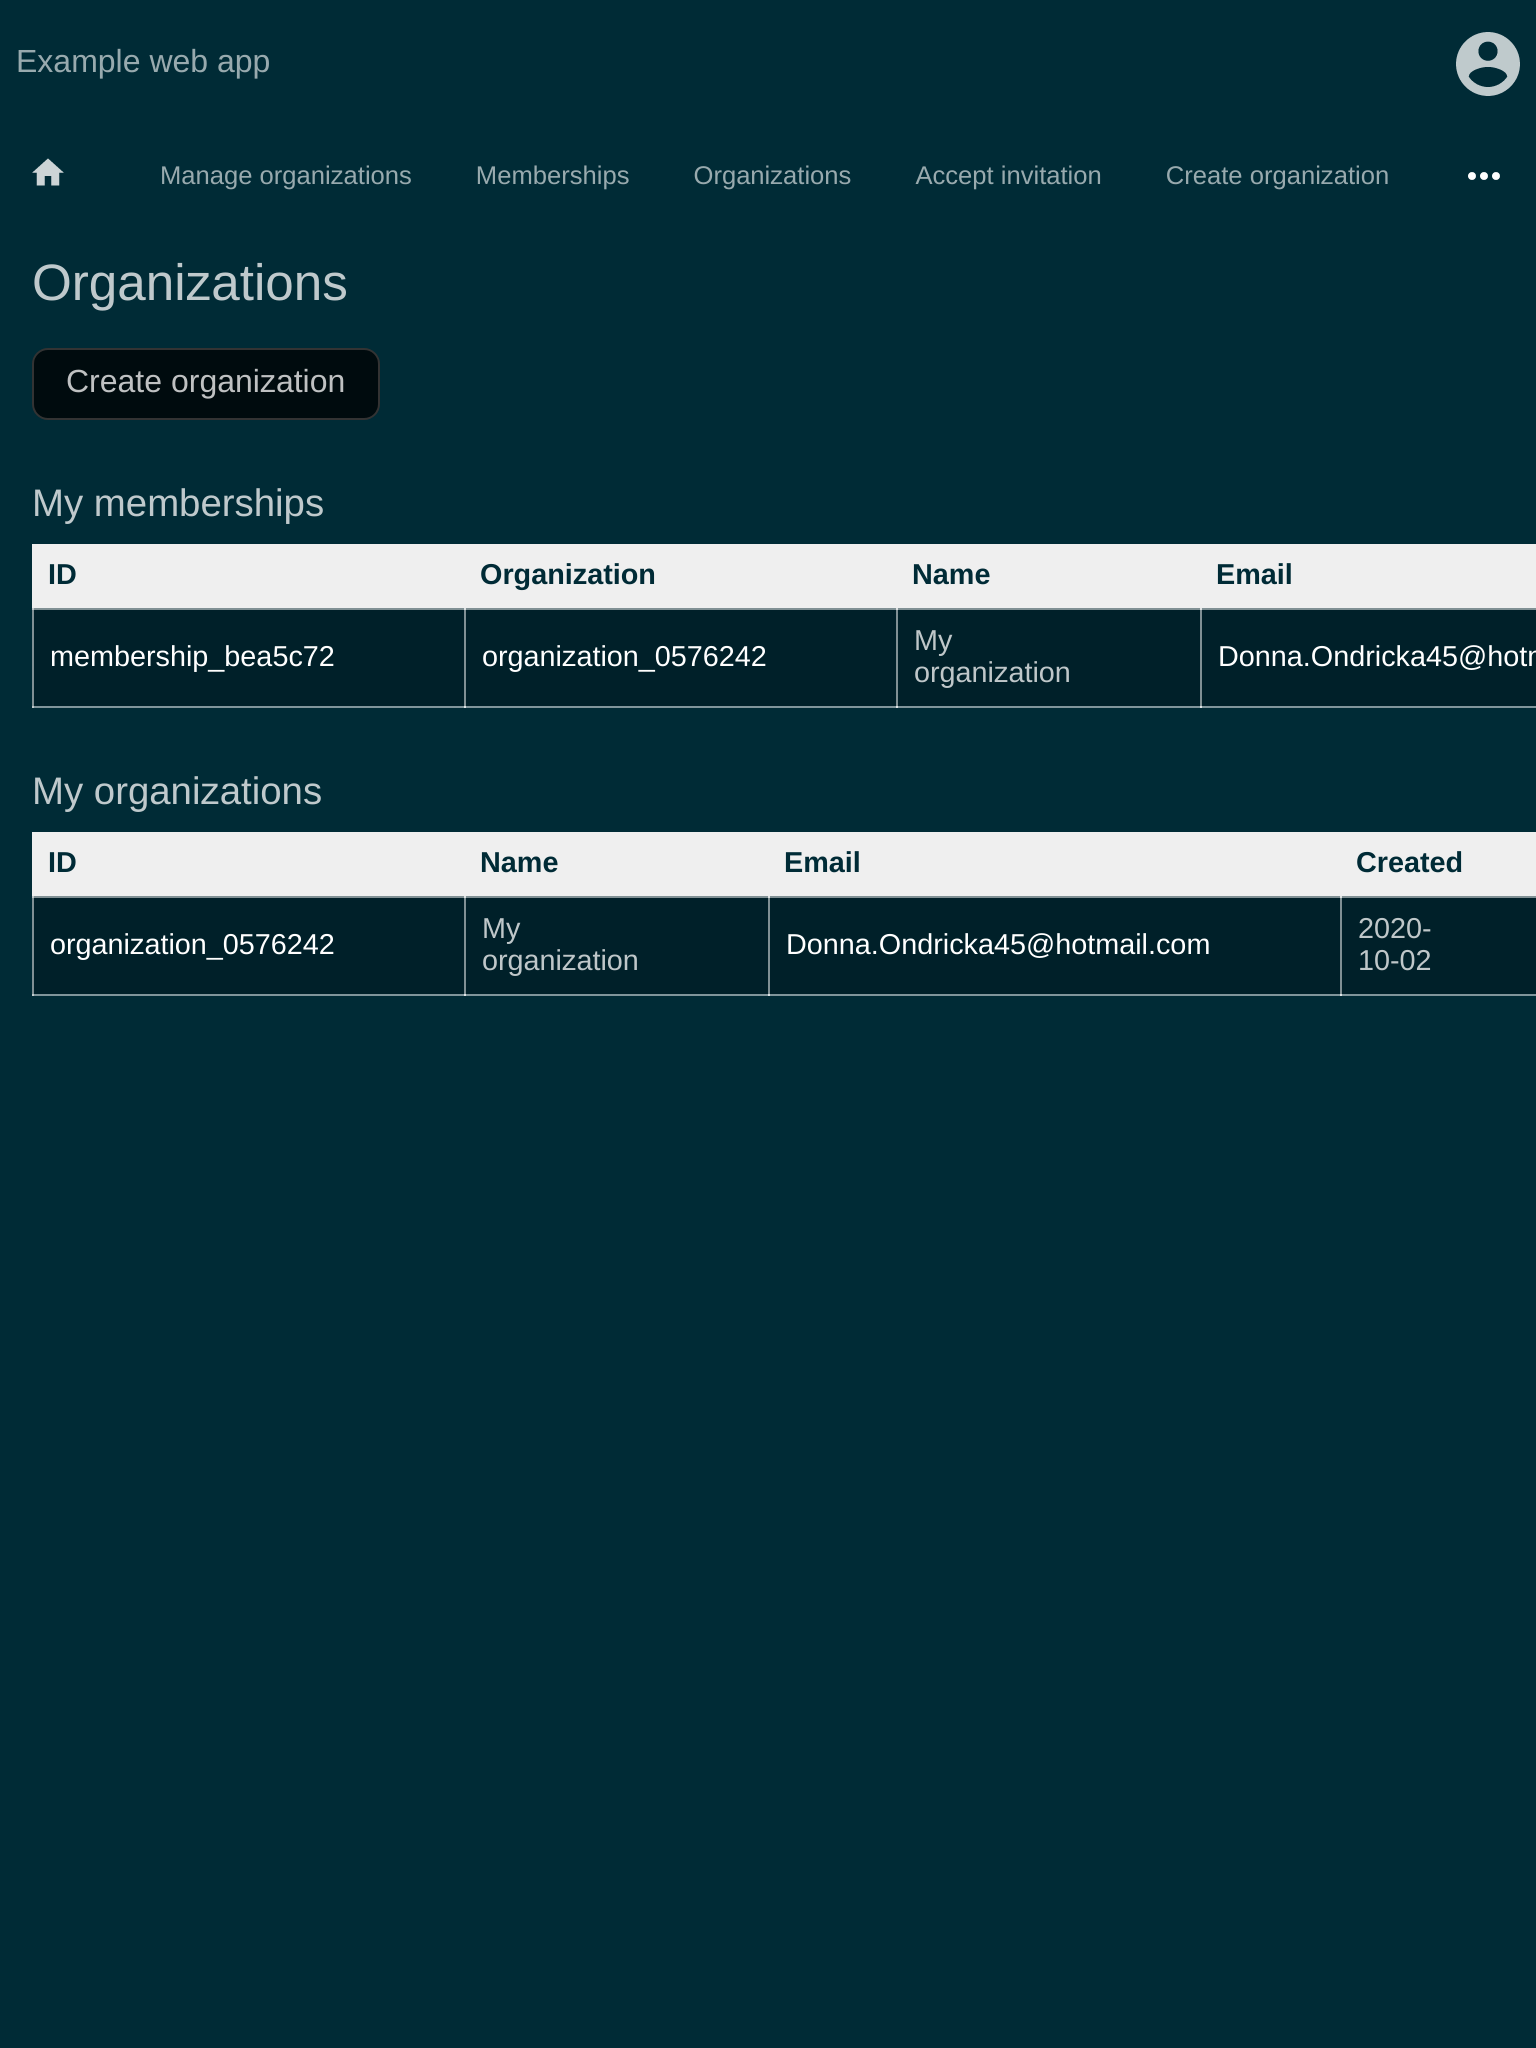 Example web app
Manage organizations Memberships Organizations Accept invitation Create organization
Organizations
Create organization
My memberships
ID Organization Name Email
membership_bea5c72 organization_0576242 My organization Donna.Ondricka45@hotm
My organizations
ID Name Email Created
organization_0576242 My organization Donna.Ondricka45@hotmail.com 2020-10-02